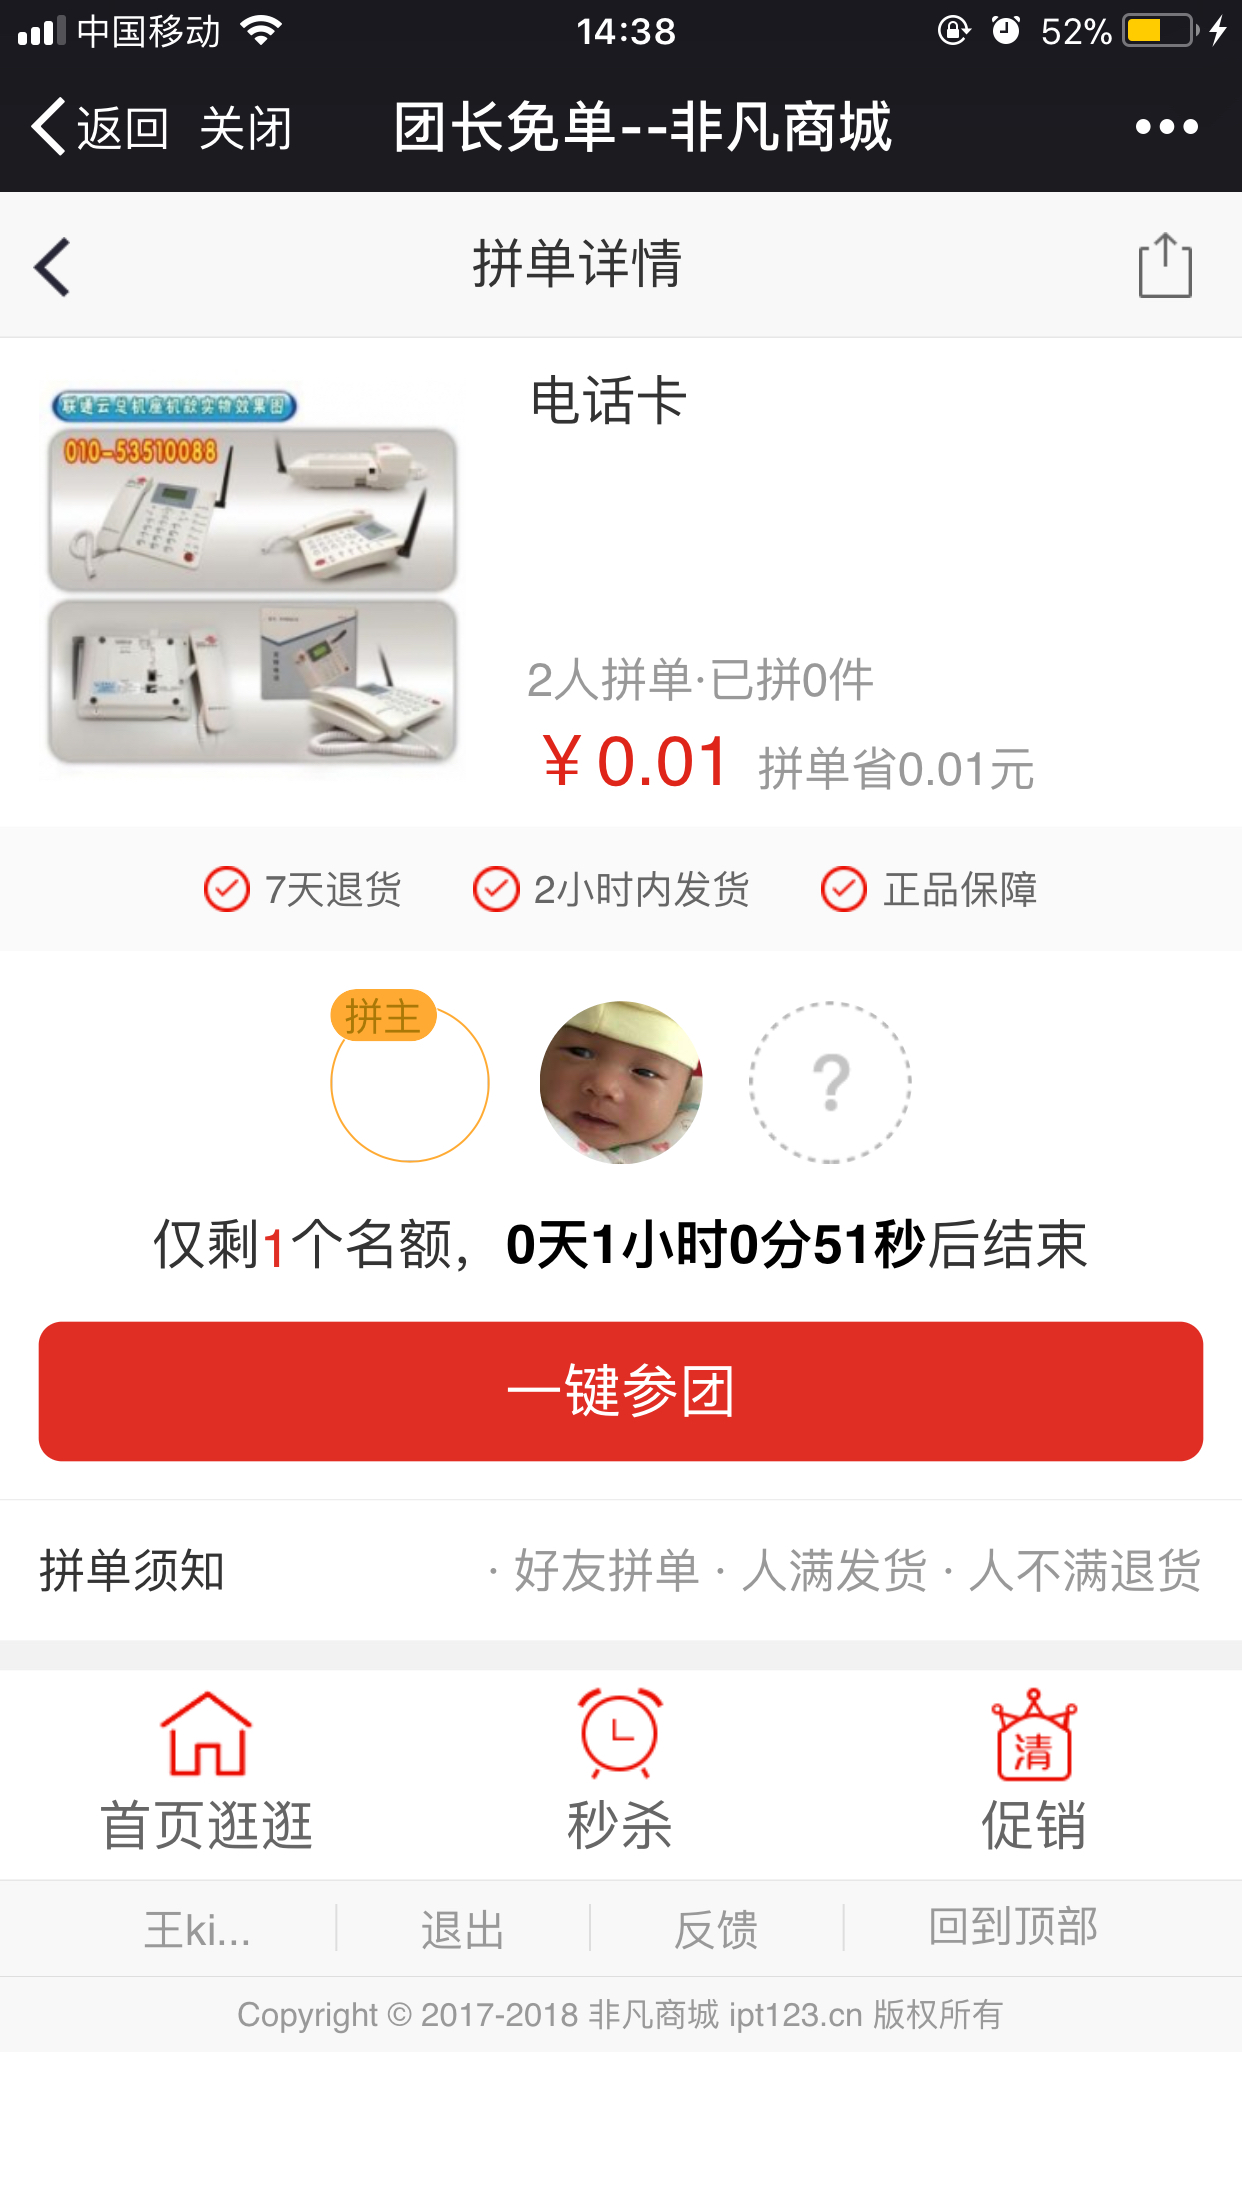 中国移动 14:38 52%
返回 关闭 团长免单--非凡商城
拼单详情
联通云总机座机款实物效果图
010-53510088
电话卡
2人拼单·已拼0件
¥0.01 拼单省0.01元
7天退货 2小时内发货 正品保障
拼主
?
仅剩1个名额，0天1小时0分51秒后结束
一键参团
拼单须知 · 好友拼单 · 人满发货 · 人不满退货
清
首页逛逛 秒杀 促销
王ki... 退出 反馈 回到顶部
Copyright © 2017-2018 非凡商城 ipt123.cn 版权所有